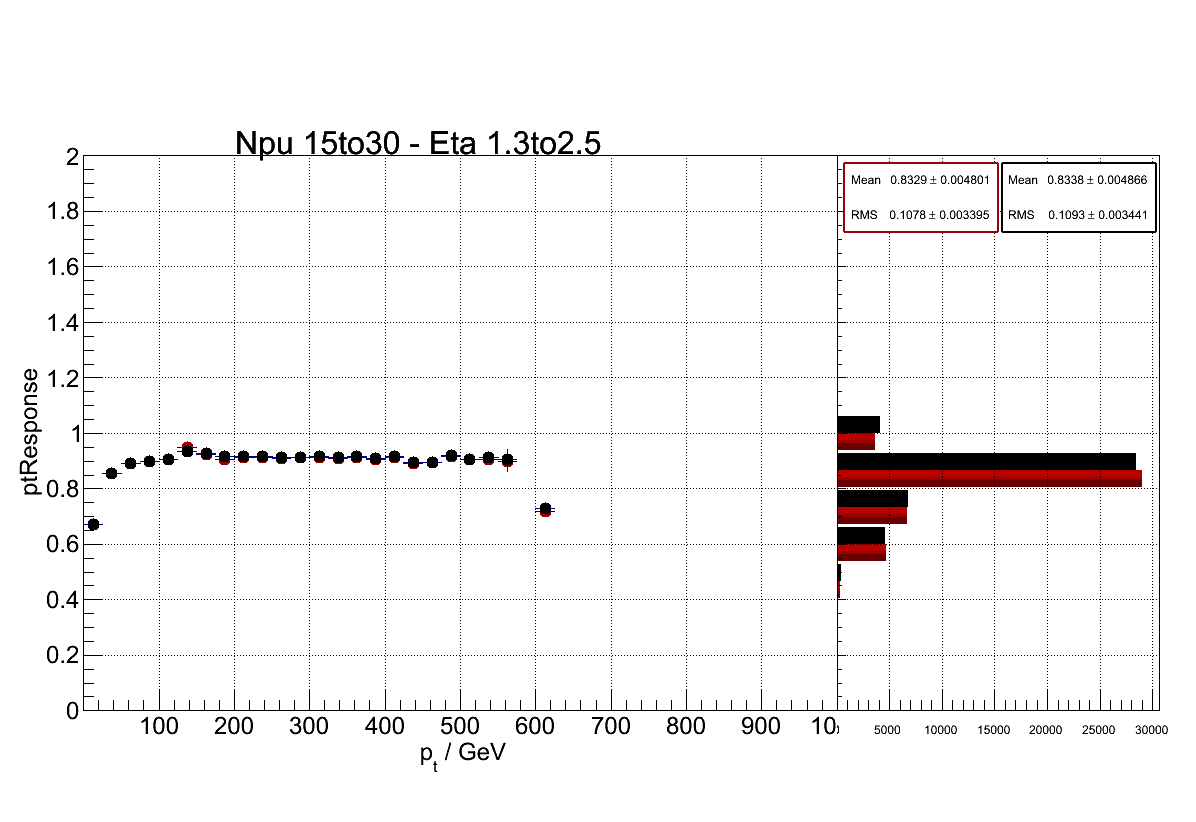 Npu 15to30 - Eta 1.3to2.5
Mean 0.8329 ± 0.004801
RMS 0.1078 ± 0.003395
Mean 0.8338 ± 0.004866
RMS 0.1093 ± 0.003441
ptResponse
2
1.8
1.6
1.4
1.2
1
0.8
0.6
0.4
0.2
0
100 200 300 400 500 600 700 800 900 10
5000 10000 15000 20000 25000 30000
pt / GeV